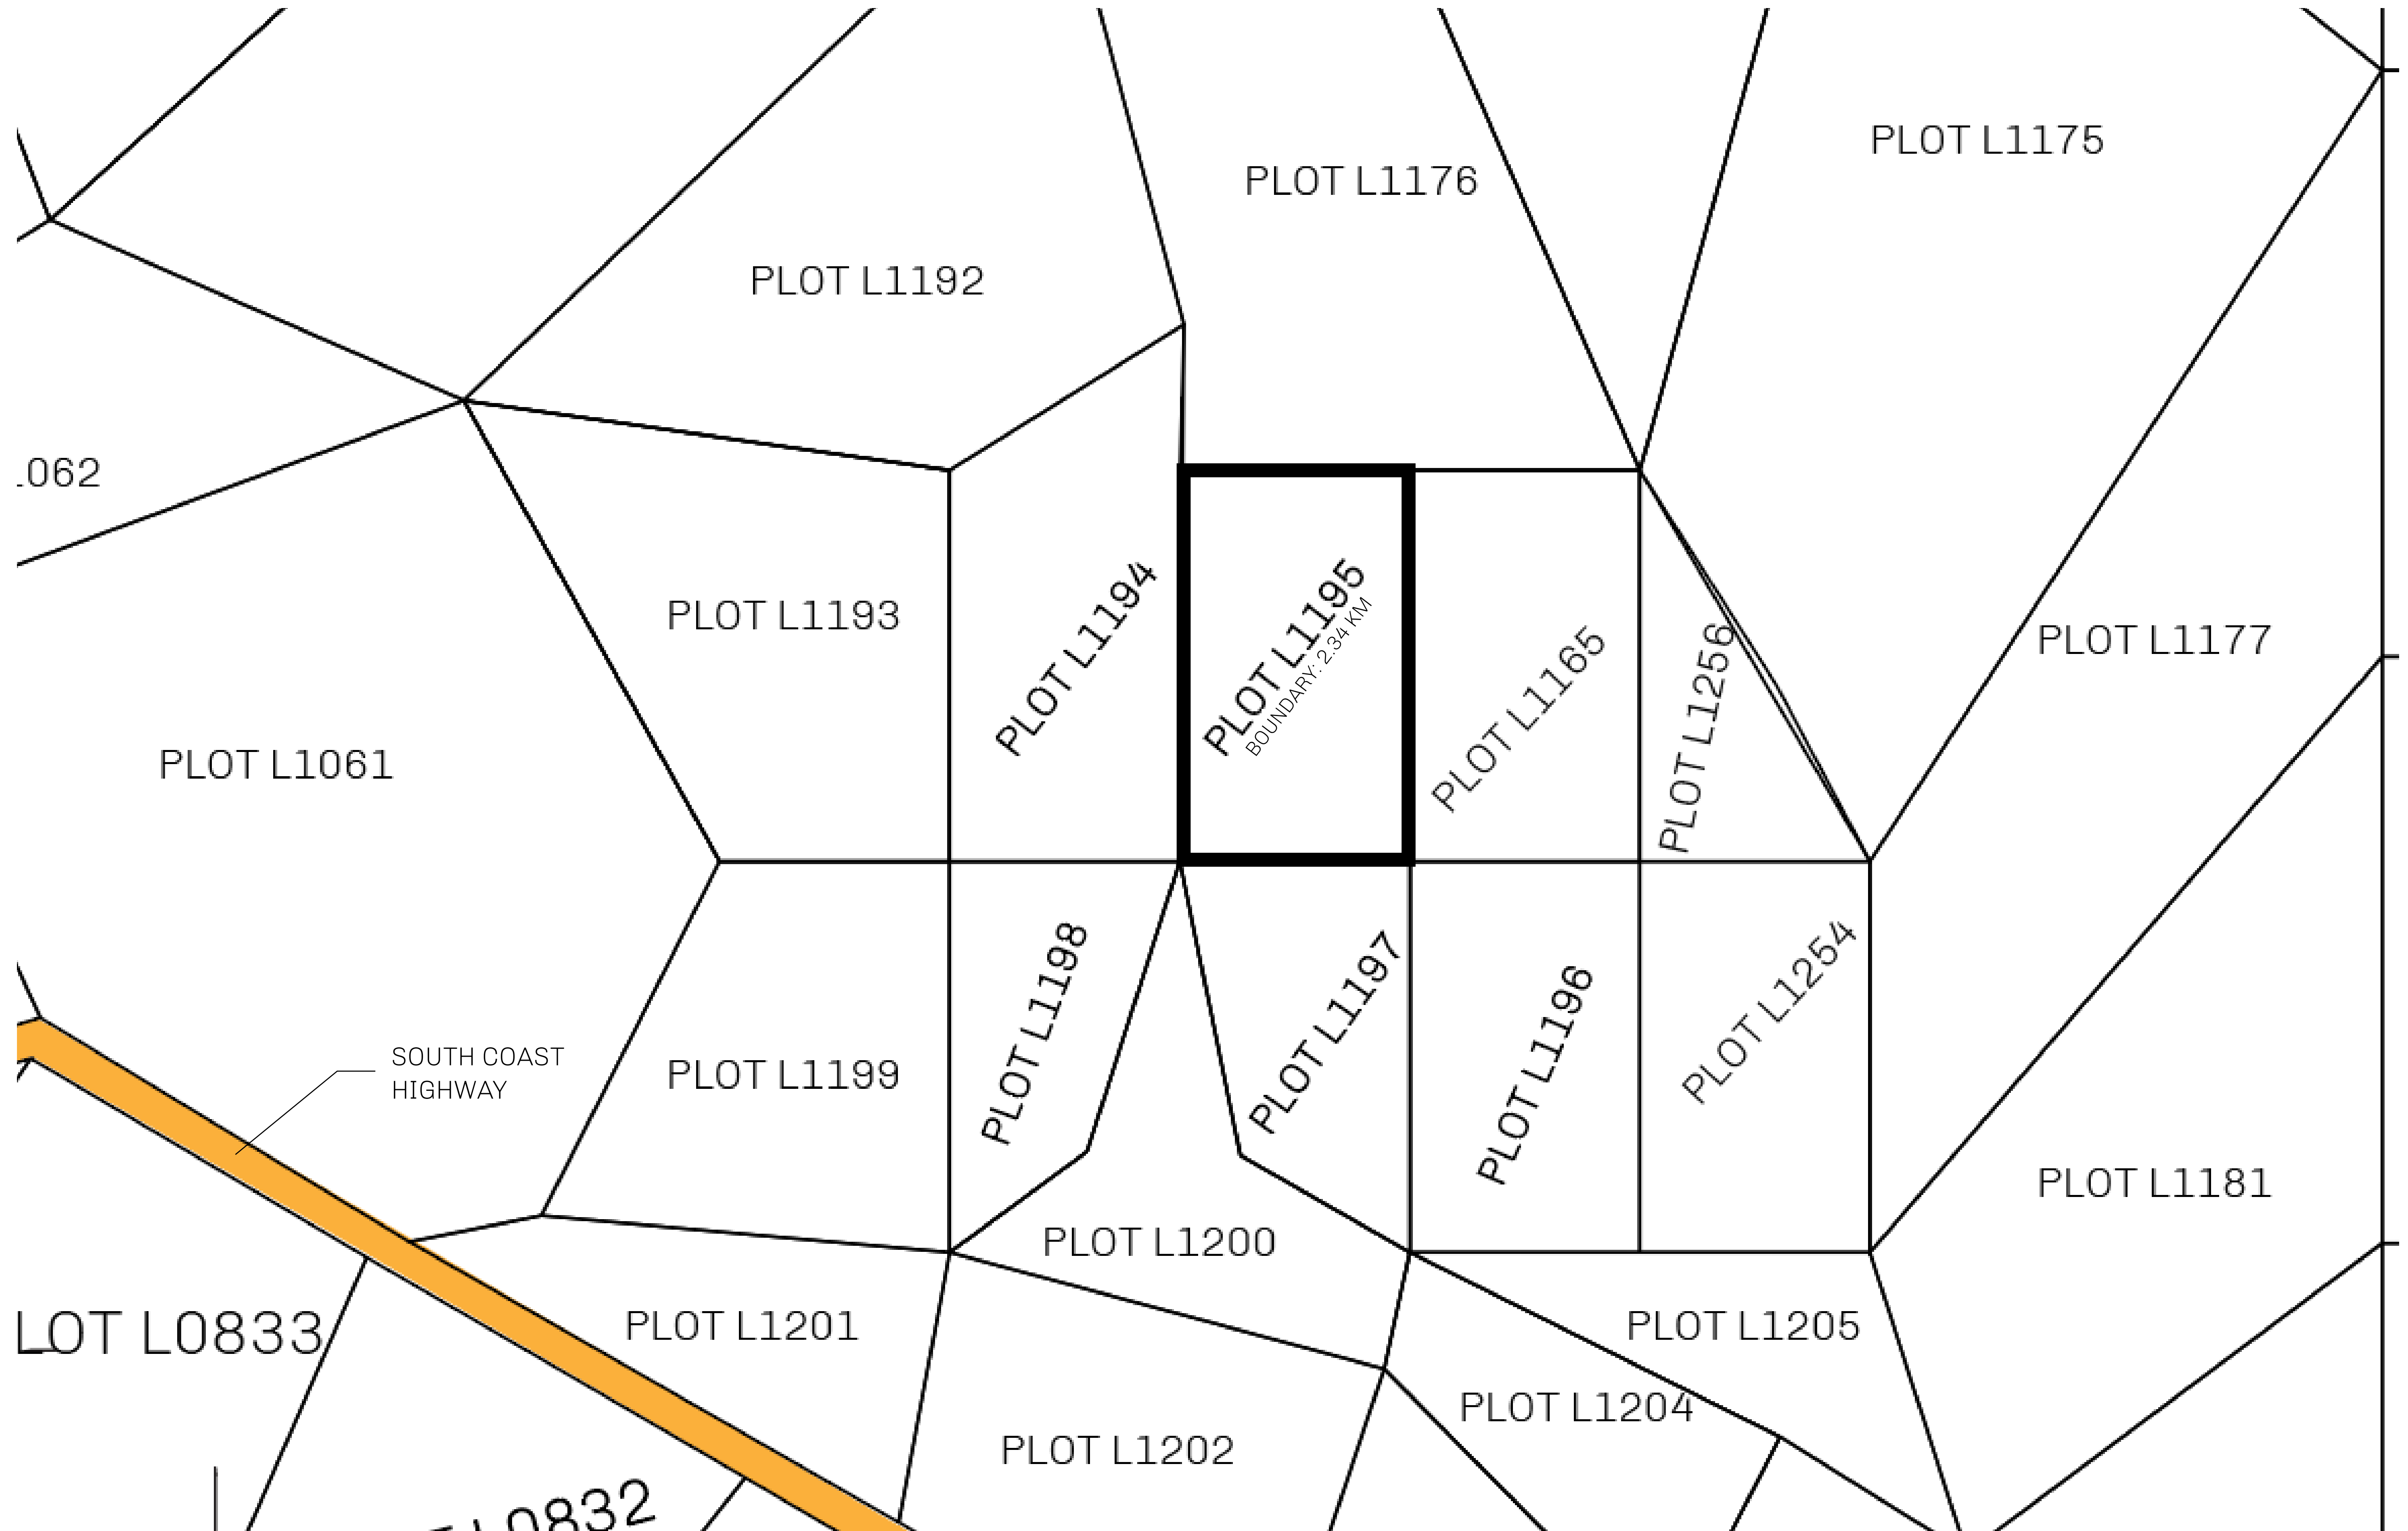 PLOT L1175
PLOT L1176
PLOT L1192
.062
PLOT L1193
PLOT L1194
PLOT L1195
BOUNDARY: 2.34 KM
PLOT L1165
PLOT L1256
PLOT L1177
PLOT L1061
PLOT L1198
PLOT L1197
PLOT L1196
PLOT L1254
SOUTH COAST
HIGHWAY
PLOT L1199
PLOT L1181
PLOT L1200
LOT L0833
PLOT L1201
PLOT L1205
PLOT L1204
PLOT L1202
L0832